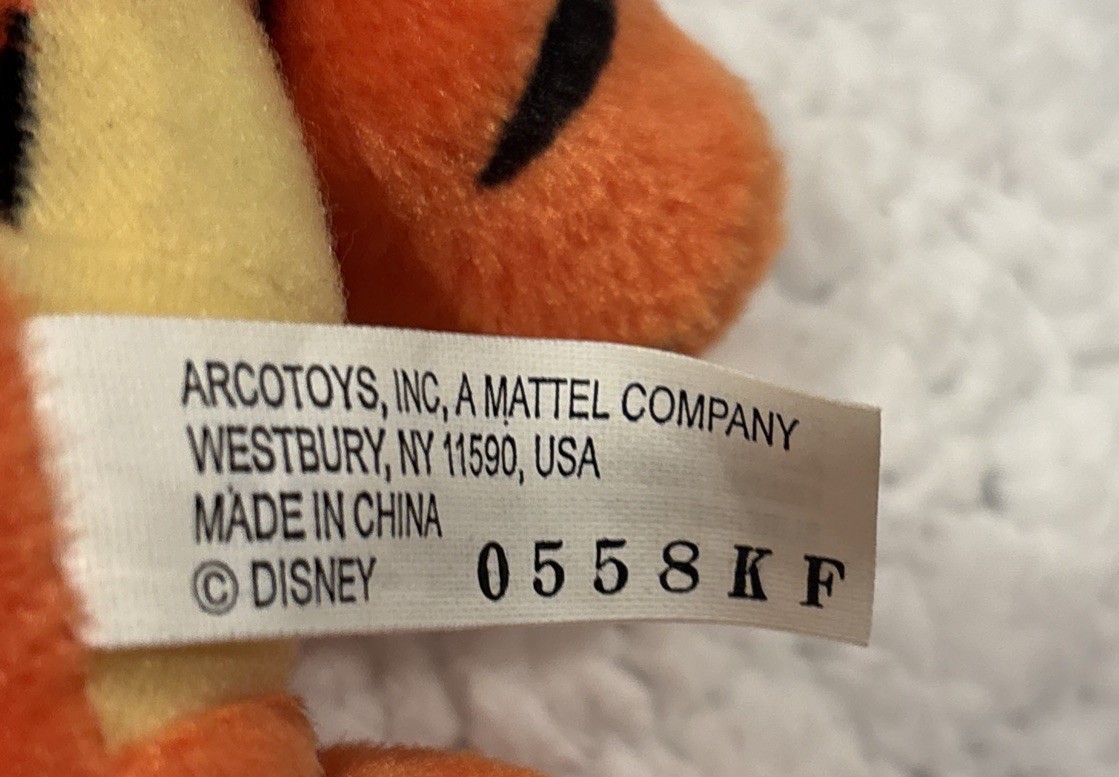 ARCOTOYS, INC, A MATTEL COMPANY
WESTBURY, NY 11590, USA
MADE IN CHINA
© DISNEY 0558KF